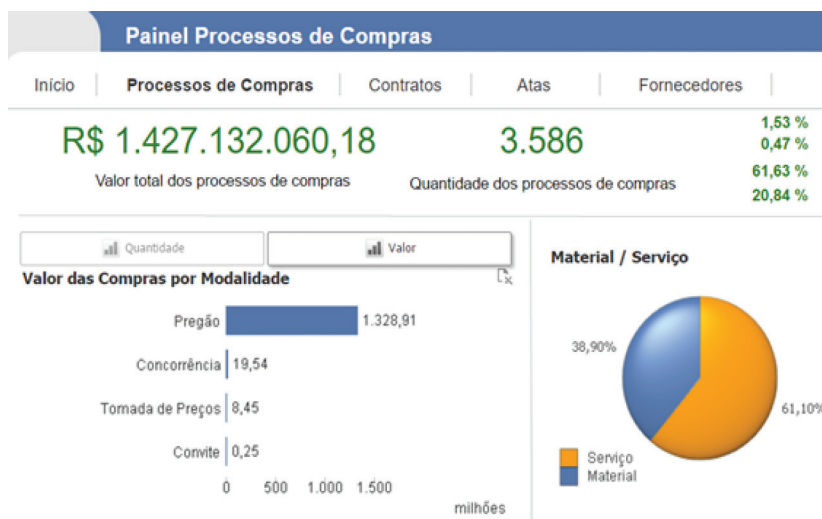 Painel Processos de Compras
Início Processos de Compras Contratos Atas Fornecedores
R$ 1.427.132.060,18
Valor total dos processos de compras
3.586
Quantidade dos processos de compras
1,53 %
0,47 %
61,63 %
20,84 %
Quantidade Valor
Valor das Compras por Modalidade
Pregão 1.328,91
Concorrência 19,54
Tomada de Preços 8,45
Convite 0,25
0 500 1.000 1.500
milhões
Material / Serviço
38,90%
61,10%
Serviço
Material